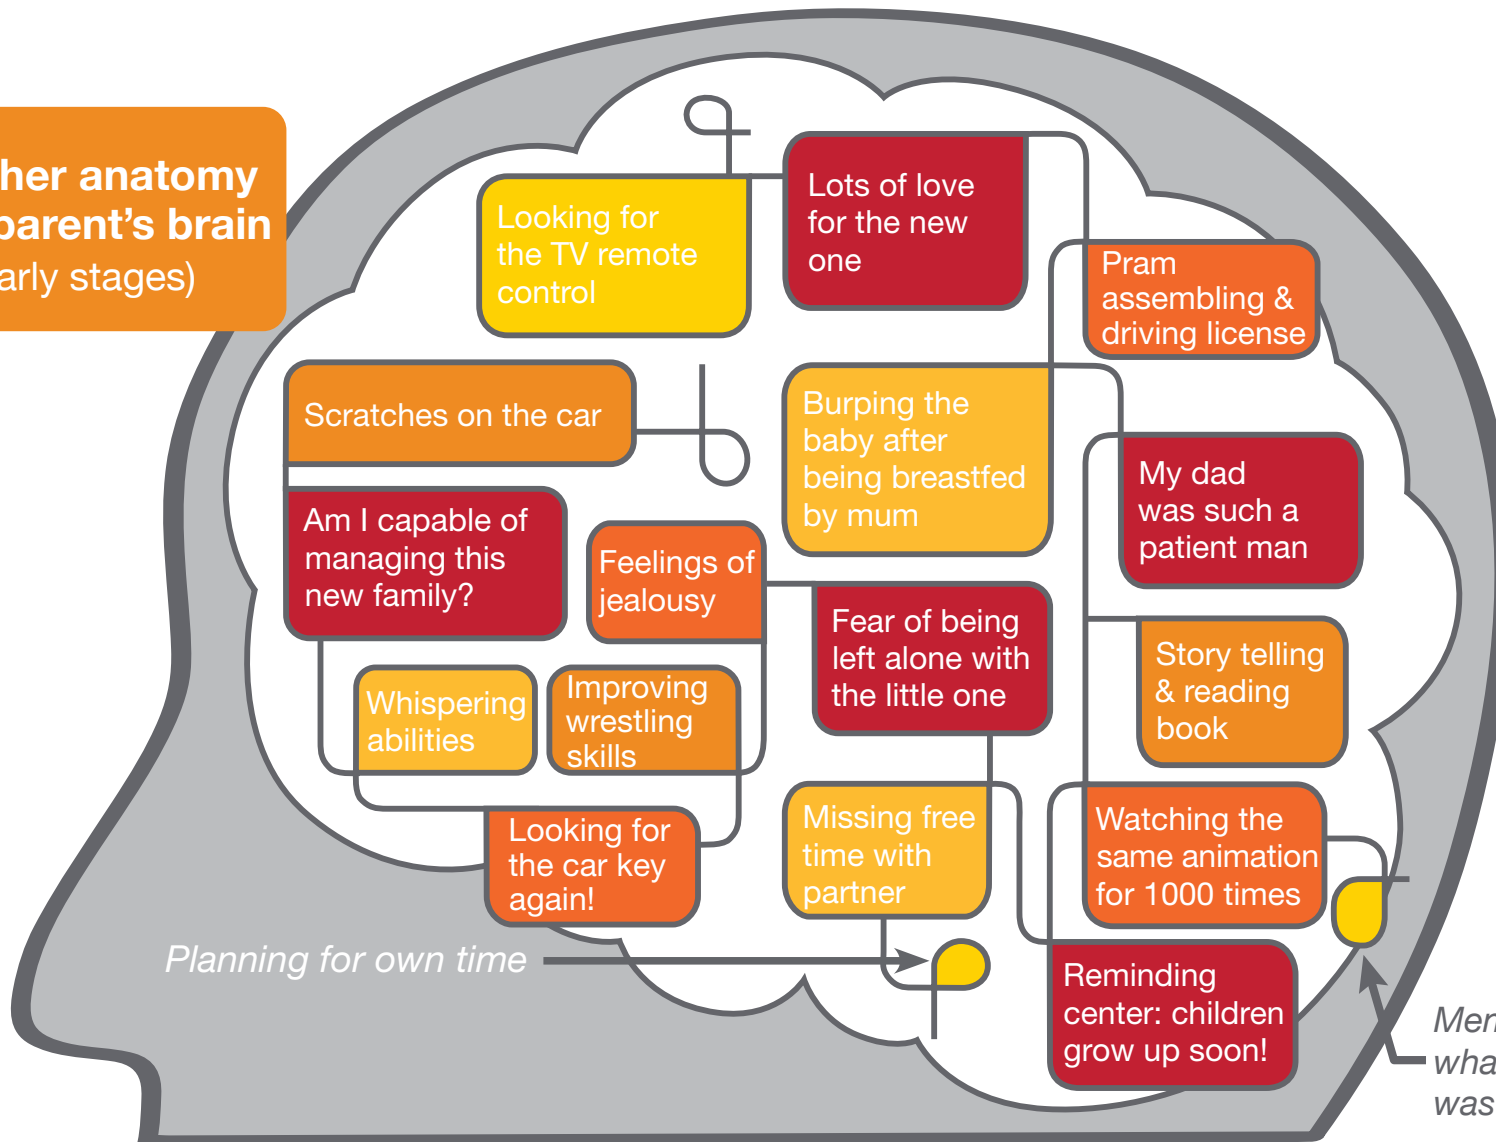 her anatomy
parent's brain
arly stages)
Looking for
the TV remote
control
Lots of love
for the new
one
Pram
assembling &
driving license
Scratches on the car
Burping the
baby after
being breastfed
by mum
My dad
was such a
patient man
Am I capable of
managing this
new family?
Feelings of
jealousy
Fear of being
left alone with
the little one
Story telling
& reading
book
Whispering
abilities
Improving
wrestling
skills
Looking for
the car key
again!
Missing free
time with
partner
Watching the
same animation
for 1000 times
Planning for own time
Reminding
center: children
grow up soon!
Mem
wha
was